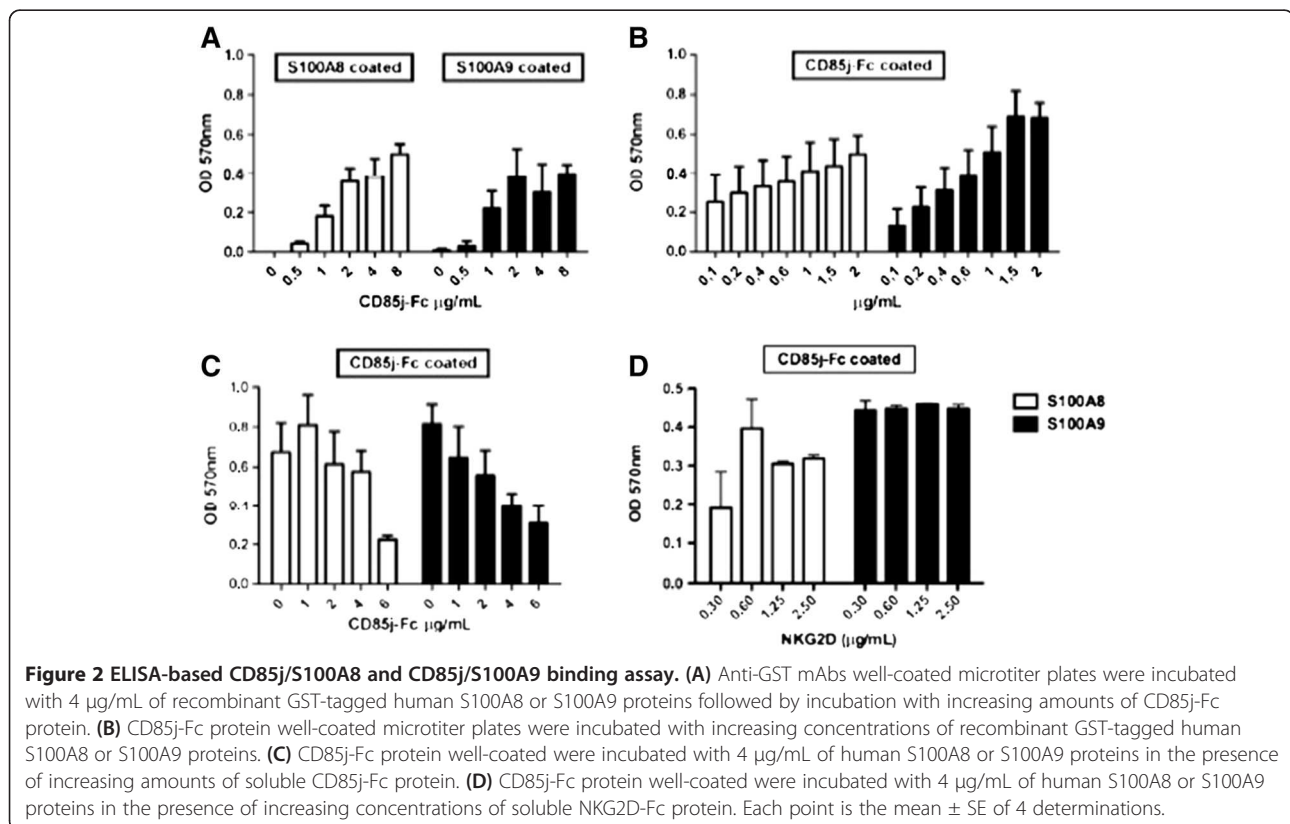 A
B
S100A8 coated
S100A9 coated
CD85j-Fc coated
1.0
0.8
0.6
0.4
0.2
0.0
OD 570nm
0 0.5 1 2 4 8
0 0.5 1 2 4 8
CD85j-Fc µg/mL
1.0
0.8
0.6
0.4
0.2
0.0
OD 570nm
0,1 0,2 0,4 0,6 1 1,5 2
0,1 0,2 0,4 0,6 1 1,5 2
µg/mL
C
D
CD85j-Fc coated
CD85j-Fc coated
1.0
0.8
0.6
0.4
0.2
0.0
OD 570nm
0 1 2 4 6
0 1 2 4 6
CD85j-Fc µg/mL
0.5
0.4
0.3
0.2
0.1
0.0
OD 570nm
0.30 0.60 1.25 2.50
0.30 0.60 1.25 2.50
NKG2D (µg/mL)
S100A8
S100A9
Figure 2 ELISA-based CD85j/S100A8 and CD85j/S100A9 binding assay. (A) Anti-GST mAbs well-coated microtiter plates were incubated
with 4 µg/mL of recombinant GST-tagged human S100A8 or S100A9 proteins followed by incubation with increasing amounts of CD85j-Fc
protein. (B) CD85j-Fc protein well-coated microtiter plates were incubated with increasing concentrations of recombinant GST-tagged human
S100A8 or S100A9 proteins. (C) CD85j-Fc protein well-coated were incubated with 4 µg/mL of human S100A8 or S100A9 proteins in the presence
of increasing amounts of soluble CD85j-Fc protein. (D) CD85j-Fc protein well-coated were incubated with 4 µg/mL of human S100A8 or S100A9
proteins in the presence of increasing concentrations of soluble NKG2D-Fc protein. Each point is the mean ± SE of 4 determinations.